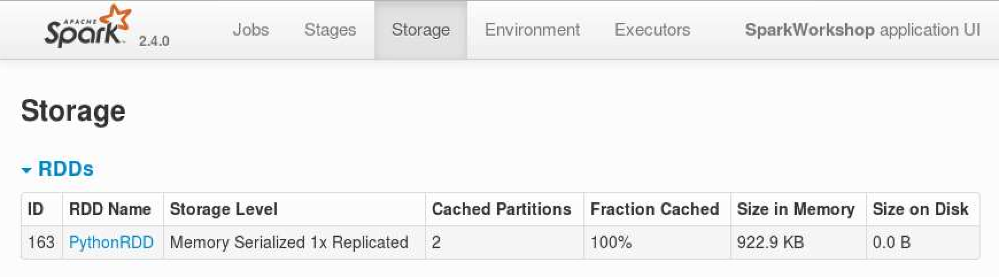 APACHE
Spark 2.4.0 Jobs Stages Storage Environment Executors SparkWorkshop application UI
Storage
RDDs
ID RDD Name Storage Level Cached Partitions Fraction Cached Size in Memory Size on Disk
163 PythonRDD Memory Serialized 1x Replicated 2 100% 922.9 KB 0.0 B